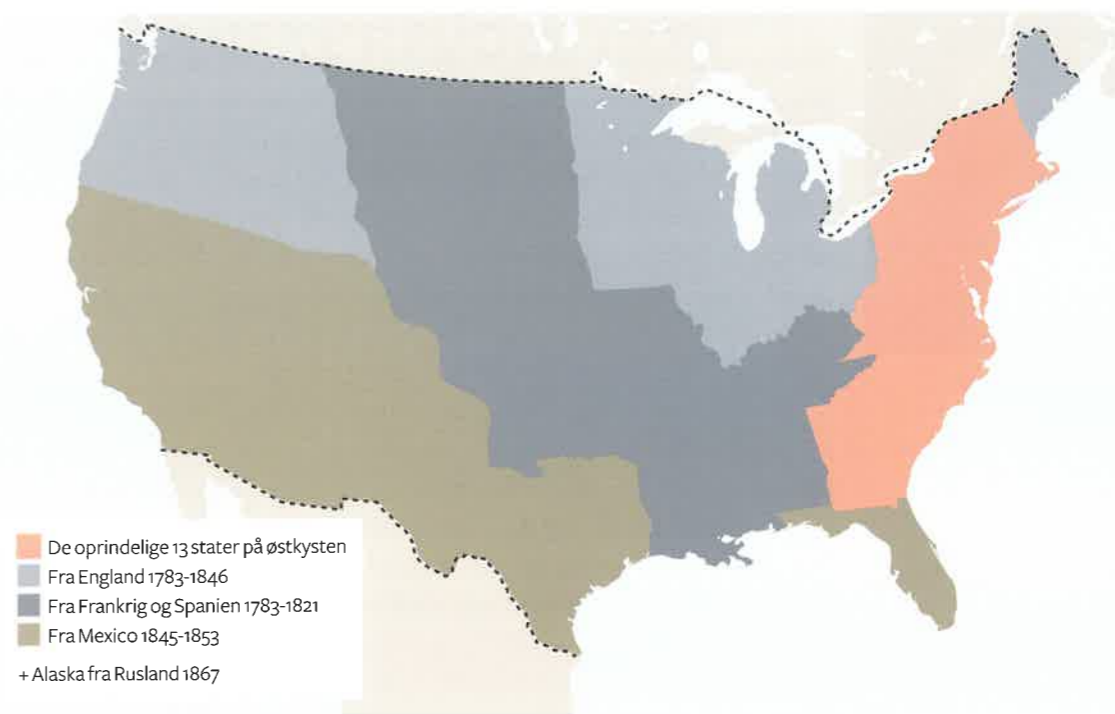 De oprindelige 13 stater på østkysten
Fra England 1783-1846
Fra Frankrig og Spanien 1783-1821
Fra Mexico 1845-1853
+ Alaska fra Rusland 1867